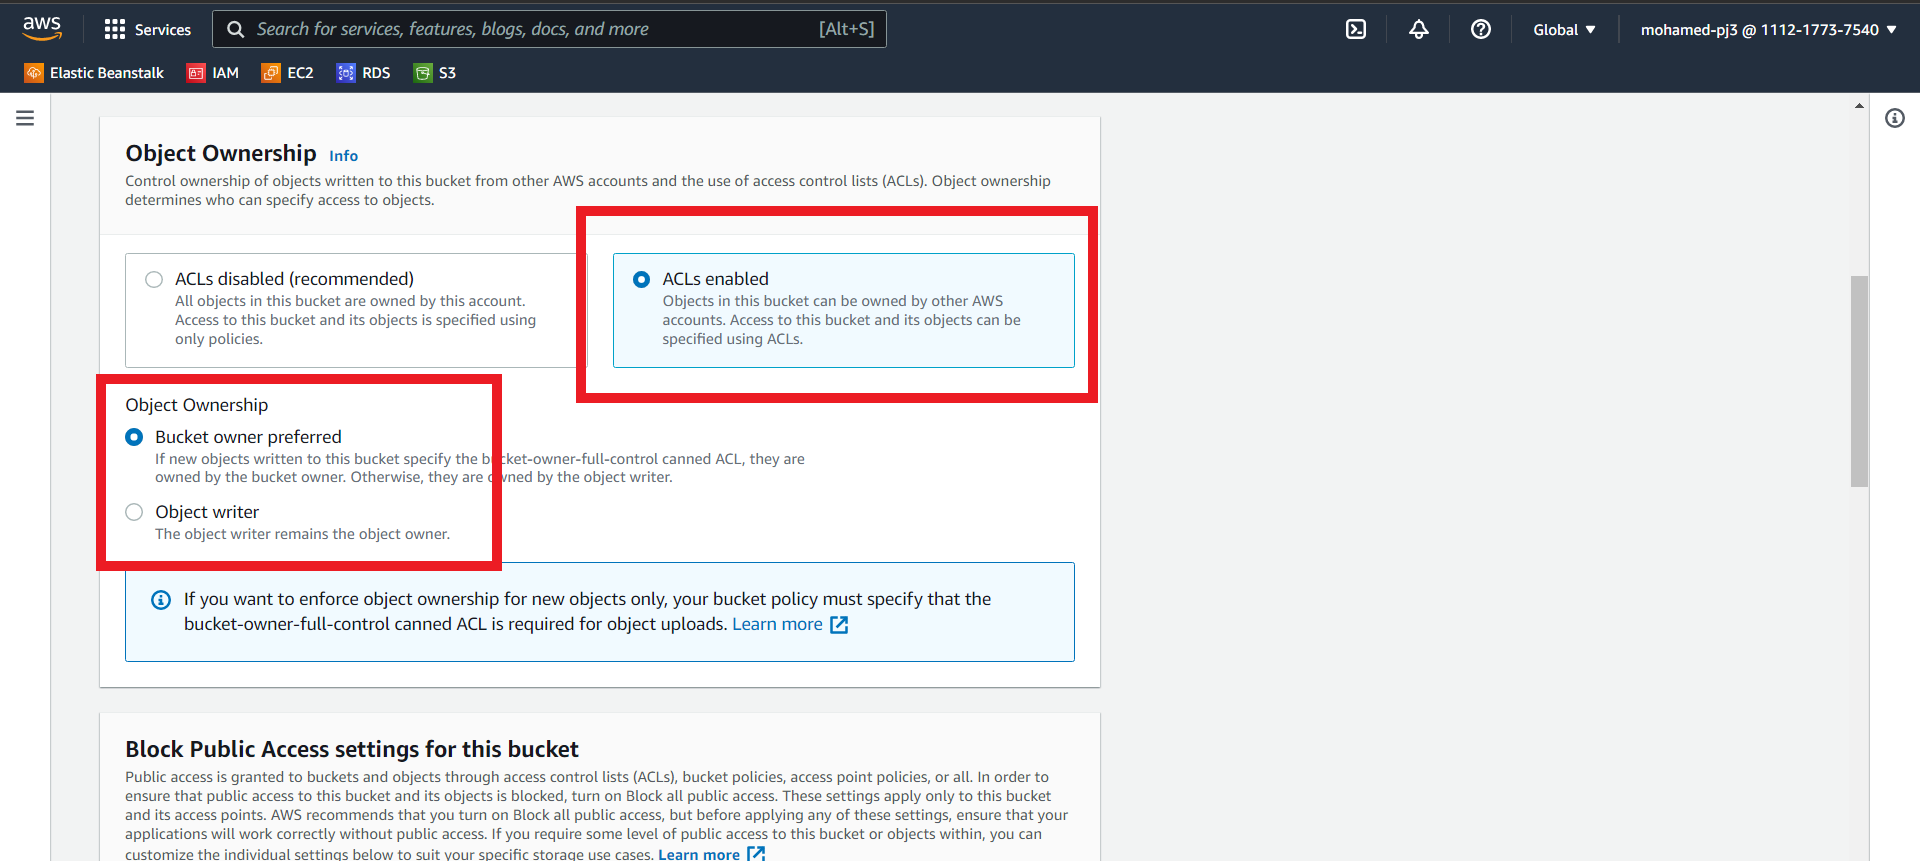 aws
Services
Search for services, features, blogs, docs, and more
[Alt+S]
Global
mohamed-pj3 @ 1112-1773-7540
Elastic Beanstalk
IAM
EC2
RDS
S3
Object Ownership Info
Control ownership of objects written to this bucket from other AWS accounts and the use of access control lists (ACLs). Object ownership
determines who can specify access to objects.
ACLs disabled (recommended)
All objects in this bucket are owned by this account.
Access to this bucket and its objects is specified using
only policies.
ACLs enabled
Objects in this bucket can be owned by other AWS
accounts. Access to this bucket and its objects can be
specified using ACLs.
Object Ownership
Bucket owner preferred
If new objects written to this bucket specify the bucket-owner-full-control canned ACL, they are
owned by the bucket owner. Otherwise, they are owned by the object writer.
Object writer
The object writer remains the object owner.
If you want to enforce object ownership for new objects only, your bucket policy must specify that the
bucket-owner-full-control canned ACL is required for object uploads. Learn more
Block Public Access settings for this bucket
Public access is granted to buckets and objects through access control lists (ACLs), bucket policies, access point policies, or all. In order to
ensure that public access to this bucket and its objects is blocked, turn on Block all public access. These settings apply only to this bucket
and its access points. AWS recommends that you turn on Block all public access, but before applying any of these settings, ensure that your
applications will work correctly without public access. If you require some level of public access to this bucket or objects within, you can
customize the individual settings below to suit your specific storage use cases. Learn more